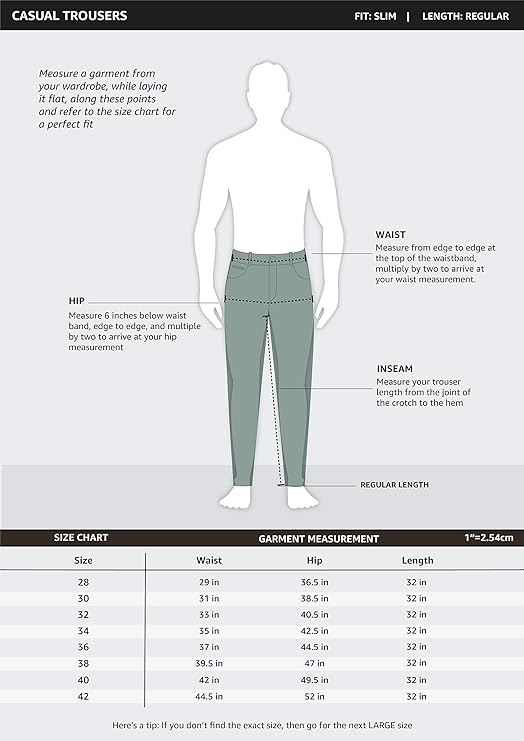 CASUAL TROUSERS FIT: SLIM | LENGTH: REGULAR
Measure a garment from
your wardrobe, while laying
it flat, along these points
and refer to the size chart for
a perfect fit
WAIST
Measure from edge to edge at
the top of the waistband,
multiply by two to arrive at
your waist measurement.
HIP
Measure 6 inches below waist
band, edge to edge, and multiple
by two to arrive at your hip
measurement
INSEAM
Measure your trouser
length from the joint of
the crotch to the hem
REGULAR LENGTH
SIZE CHART GARMENT MEASUREMENT 1"=2.54cm
Size Waist Hip Length
28 29 in 36.5 in 32 in
30 31 in 38.5 in 32 in
32 33 in 40.5 in 32 in
34 35 in 42.5 in 32 in
36 37 in 44.5 in 32 in
38 39.5 in 47 in 32 in
40 42 in 49.5 in 32 in
42 44.5 in 52 in 32 in
Here's a tip: If you don't find the exact size, then go for the next LARGE size